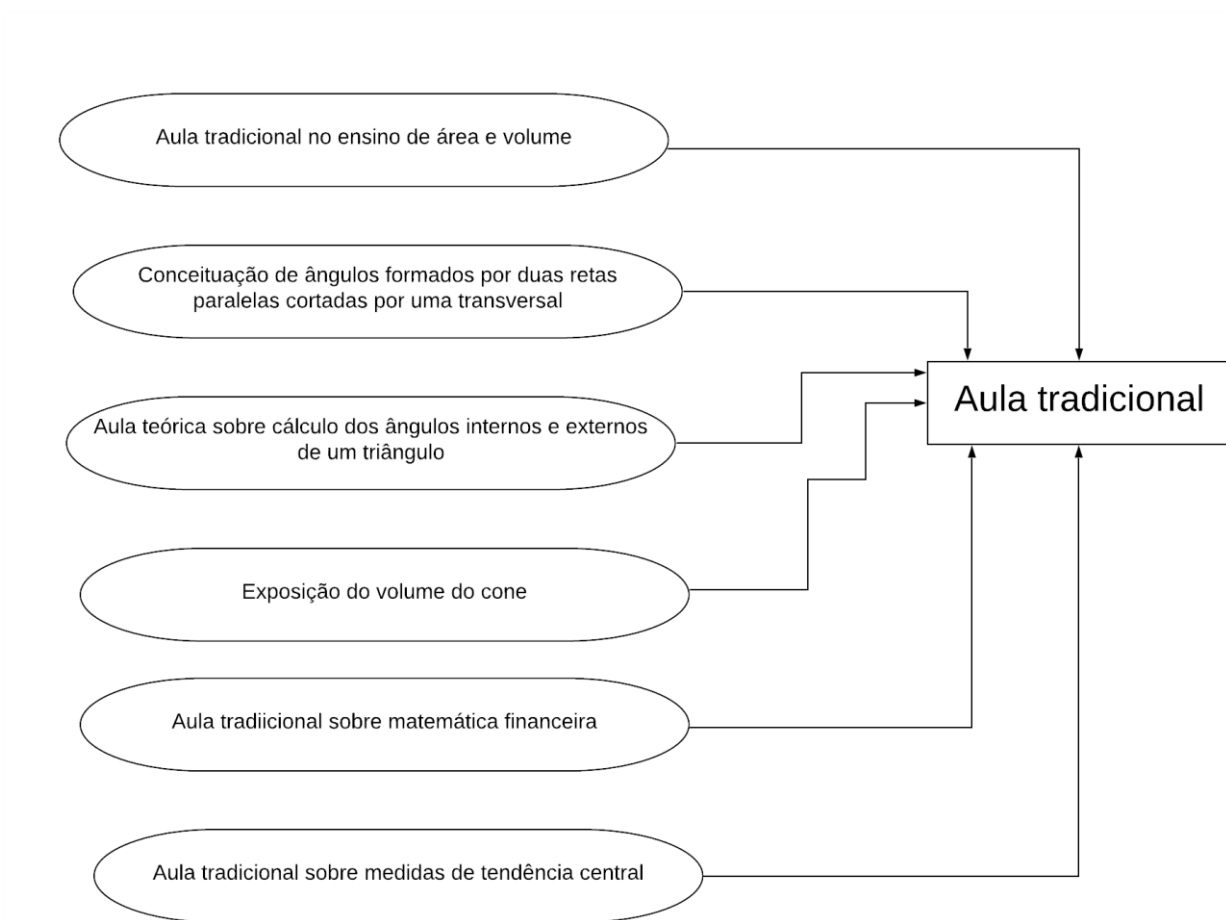 Aula tradicional no ensino de área e volume
Conceituação de ângulos formados por duas retas
paralelas cortadas por uma transversal
Aula teórica sobre cálculo dos ângulos internos e externos
de um triângulo
Exposição do volume do cone
Aula tradiicional sobre matemática financeira
Aula tradicional sobre medidas de tendência central
Aula tradicional